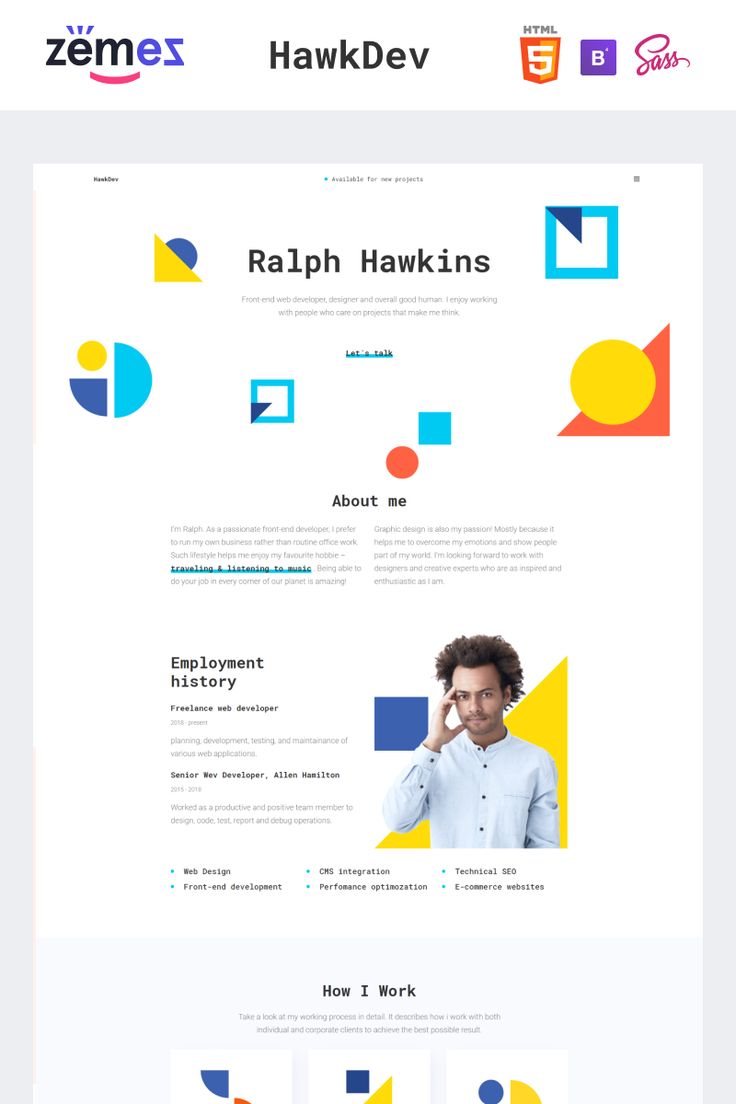 zemes
HawkDev
HTML
5
B4
Sass
HawkDev
Available for new projects
Ralph Hawkins
Front-end web developer, designer and overall good human. I enjoy working
with people who care on projects that make me think.
Let's talk
About me
I'm Ralph. As a passionate front-end developer, I prefer
to run my own business rather than routine office work.
Such lifestyle helps me enjoy my favourite hobbie –
traveling & listening to music. Being able to
do your job in every corner of our planet is amazing!
Graphic design is also my passion! Mostly because it
helps me to overcome my emotions and show people
part of my world. I'm looking forward to work with
designers and creative experts who are as inspired and
enthusiastic as I am.
Employment
history
Freelance web developer
2018 - present
planning, development, testing, and maintainance of
various web applications.
Senior Wev Developer, Allen Hamilton
2015 - 2018
Worked as a productive and positive team member to
design, code, test, report and debug operations.
Web Design
CMS integration
Technical SEO
Front-end development
Perfomance optimozation
E-commerce websites
How I Work
Take a look at my working process in detail. It describes how i work with both
individual and corporate clients to achieve the best possible result.